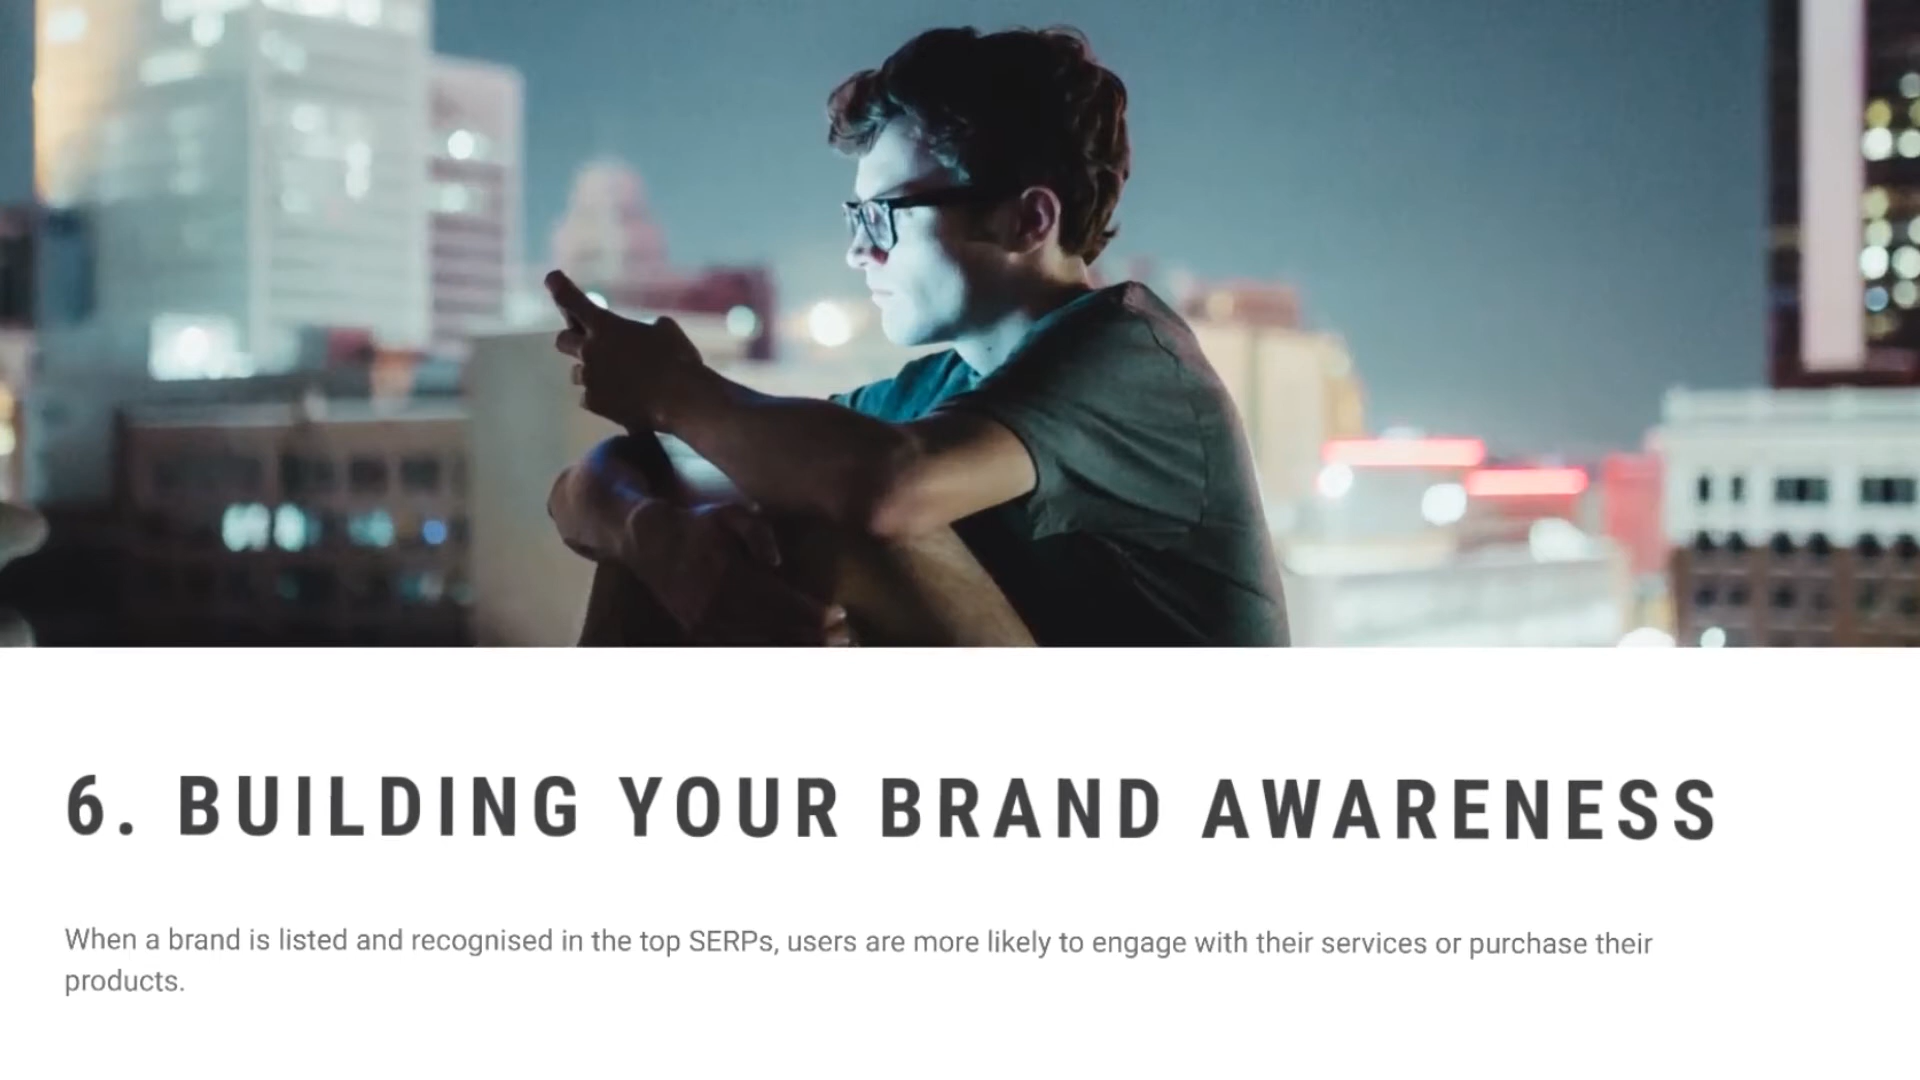 6. BUILDING YOUR BRAND AWARENESS
When a brand is listed and recognised in the top SERPs, users are more likely to engage with their services or purchase their
products.